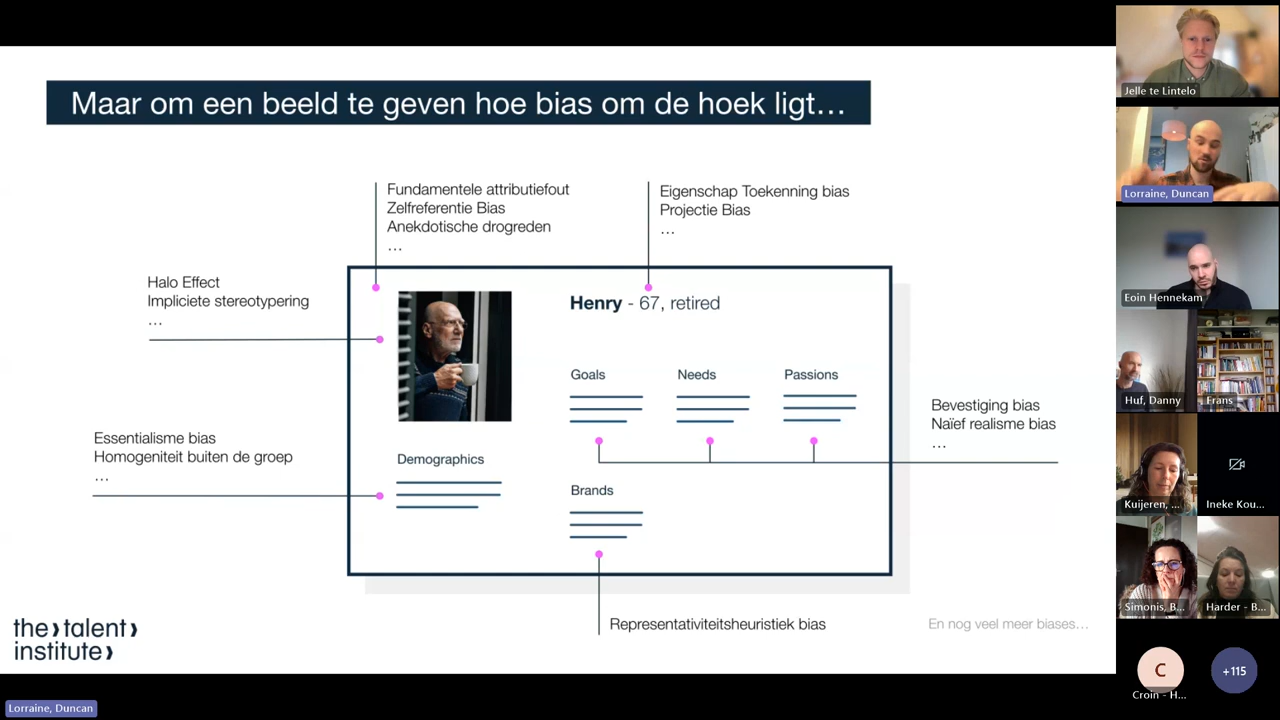 Maar om een beeld te geven hoe bias om de hoek ligt...
Fundamentele attributiefout
Zelfreferentie Bias
Anekdotische drogreden
...
Eigenschap Toekenning bias
Projectie Bias
...
Halo Effect
Impliciete stereotypering
...
Henry - 67, retired
Goals
Needs
Passions
Bevestiging bias
Naïef realisme bias
...
Essentialisme bias
Homogeniteit buiten de groep
...
Demographics
Brands
Representativiteitsheuristiek bias
En nog veel meer biases...
the talent
institute
Lorraine, Duncan
Jelle te Lintelo
Lorraine, Duncan
Eoin Hennekam
Huf, Danny
Frans
Kuijeren, ...
Ineke Kou...
Simonis, B...
Harder - B...
C
Croin - H...
+115